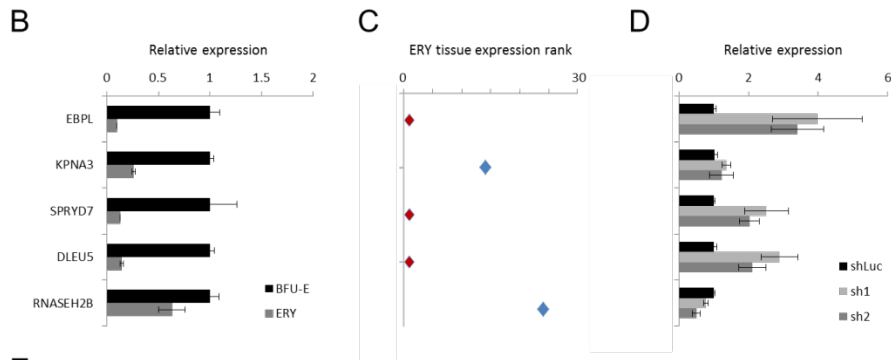 B
Relative expression
0 0.5 1 1.5 2
EBPL
KPNA3
SPRYD7
DLEU5
RNASEH2B
BFU-E
ERY
C
ERY tissue expression rank
0 30
D
Relative expression
0 2 4 6
shLuc
sh1
sh2